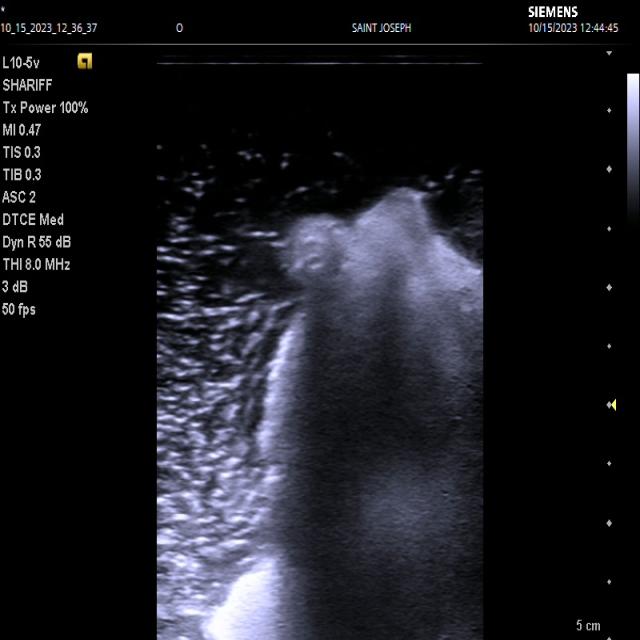 *
SIEMENS
10_15_2023_12_36_37
O
SAINT JOSEPH
10/15/2023 12:44:45
L10-5v
SHARIFF
Tx Power 100%
MI 0.47
TIS 0.3
TIB 0.3
ASC 2
DTCE Med
Dyn R 55 dB
THI 8.0 MHz
3 dB
50 fps
5 cm